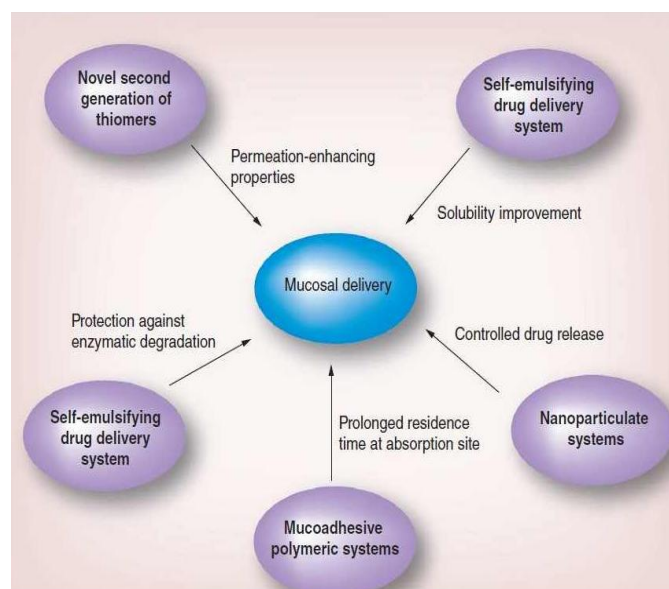 Novel second
generation of
thiomers
Self-emulsifying
drug delivery
system
Permeation-enhancing
properties
Solubility improvement
Mucosal delivery
Protection against
enzymatic degradation
Controlled drug release
Self-emulsifying
drug delivery
system
Prolonged residence
time at absorption site
Nanoparticulate
systems
Mucoadhesive
polymeric systems